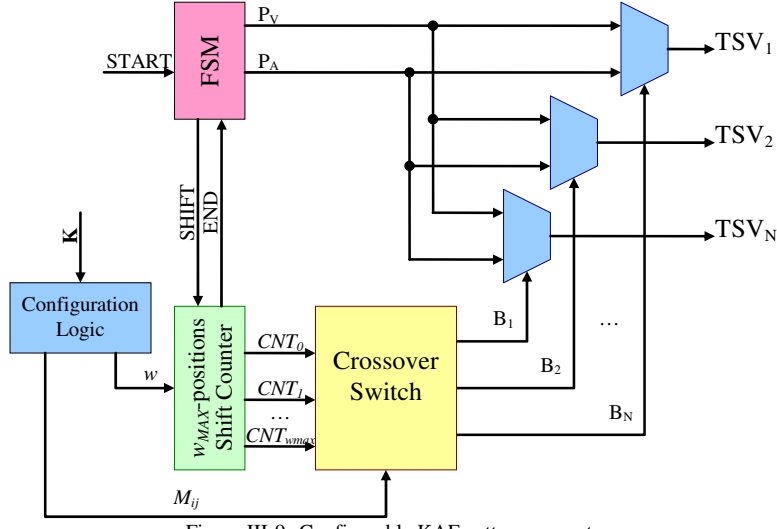 P_V
TSV_1
START
FSM
P_A
TSV_2
SHIFT
END
TSV_N
K
Configuration
Logic
B_1
...
w
w_MAX-positions
Shift Counter
CNT_0
CNT_1
...
CNT_wmax
Crossover
Switch
B_2
B_N
M_ij